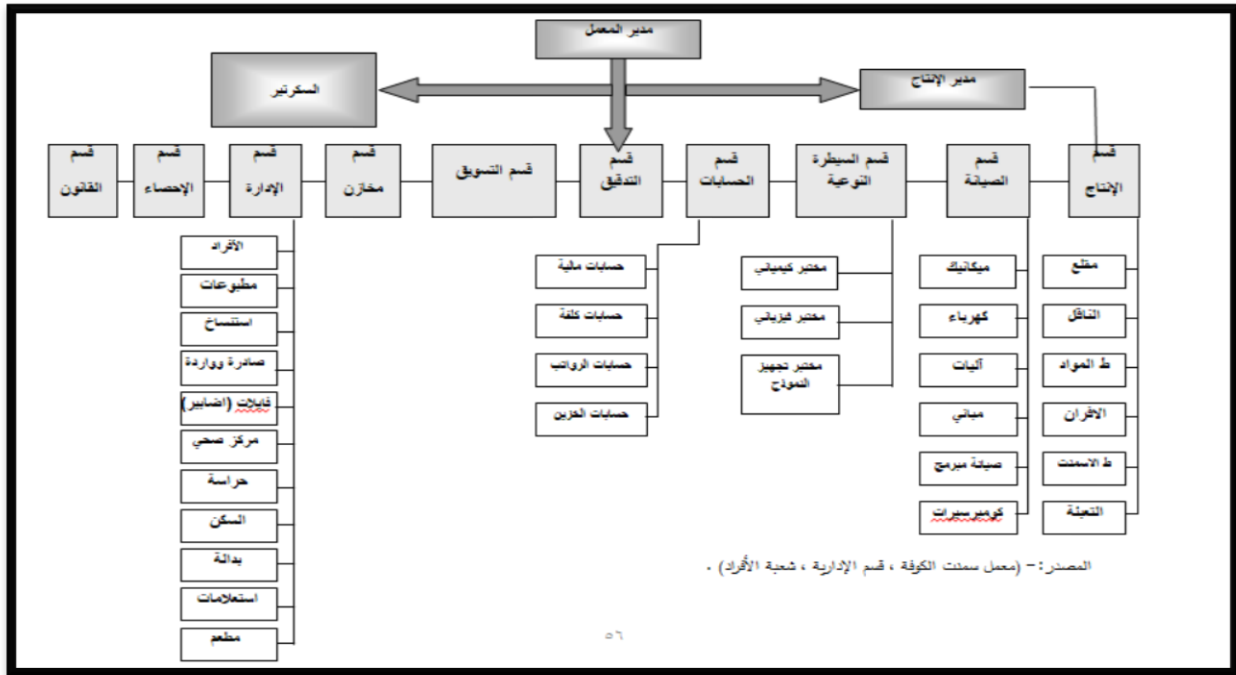 مدير المعمل
مدير الإنتاج
السكرتير
قسم
الإنتاج
قسم
الصيانة
قسم السيطرة
النوعية
قسم
الحسابات
قسم
التدقيق
قسم التسويق
قسم
مخازن
قسم
الإدارة
قسم
الإحصاء
قسم
القانون
مقلع
الناقل
ط المواد
الافران
ط الاسمنت
التعبئة
ميكانيك
كهرباء
آليات
مباني
صيانة مبرمج
كومبرسيرات
مختبر كيميائي
مختبر فيزيائي
مختبر تجهيز
النموذج
حسابات مالية
حسابات كلفة
حسابات الرواتب
حسابات الخزين
الأفراد
مطبوعات
استنساخ
صادرة وواردة
فايلات (اضابير)
مركز صحي
حراسة
السكن
بدالة
استعلامات
مطعم
المصدر:- (معمل سمنت الكوفة ، قسم الإدارية ، شعبة الأفراد) .
٥٦